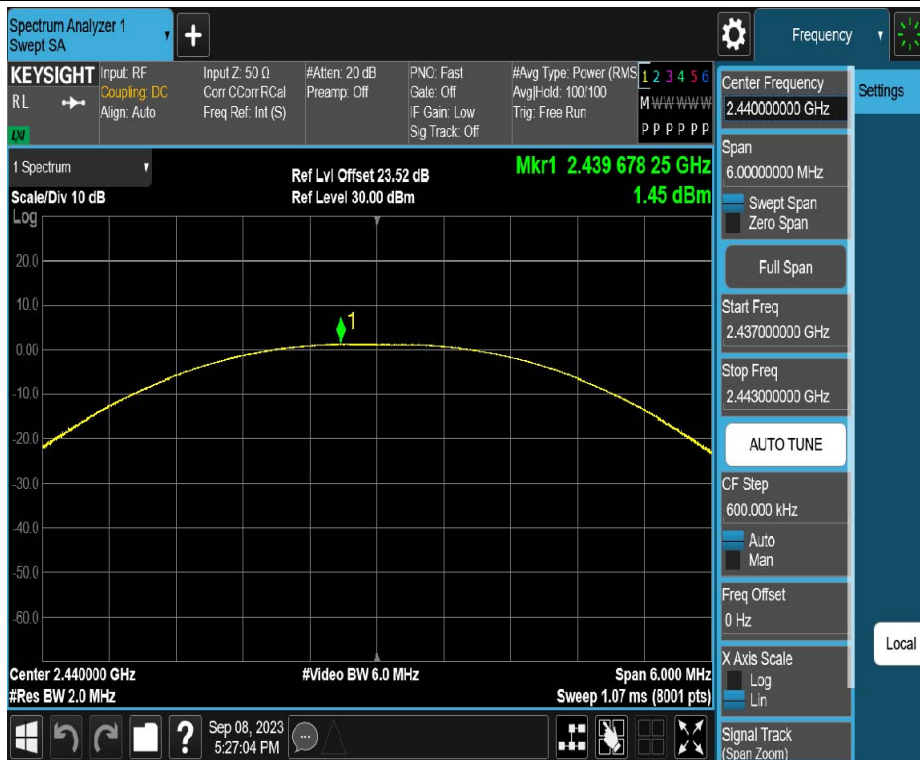 Spectrum Analyzer 1
Swept SA
+
Frequency
KEYSIGHT
RL
LXI
Input: RF
Coupling: DC
Align: Auto
Input Z: 50 Ω
Corr CCorr RCal
Freq Ref: Int (S)
#Atten: 20 dB
Preamp: Off
PNO: Fast
Gate: Off
IF Gain: Low
Sig Track: Off
#Avg Type: Power (RMS
Avg|Hold: 100/100
Trig: Free Run
1 2 3 4 5 6
M W W W W W
P P P P P P
1 Spectrum
Scale/Div 10 dB
Log
Ref Lvl Offset 23.52 dB
Ref Level 30.00 dBm
Mkr1 2.439 678 25 GHz
1.45 dBm
20.0
10.0
0.00
-10.0
-20.0
-30.0
-40.0
-50.0
-60.0
1
Center 2.440000 GHz
#Res BW 2.0 MHz
#Video BW 6.0 MHz
Span 6.000 MHz
Sweep 1.07 ms (8001 pts)
?
Sep 08, 2023
5:27:04 PM
Center Frequency
2.440000000 GHz
Span
6.00000000 MHz
Swept Span
Zero Span
Full Span
Start Freq
2.437000000 GHz
Stop Freq
2.443000000 GHz
AUTO TUNE
CF Step
600.000 kHz
Auto
Man
Freq Offset
0 Hz
X Axis Scale
Log
Lin
Signal Track
(Span Zoom)
Settings
Local